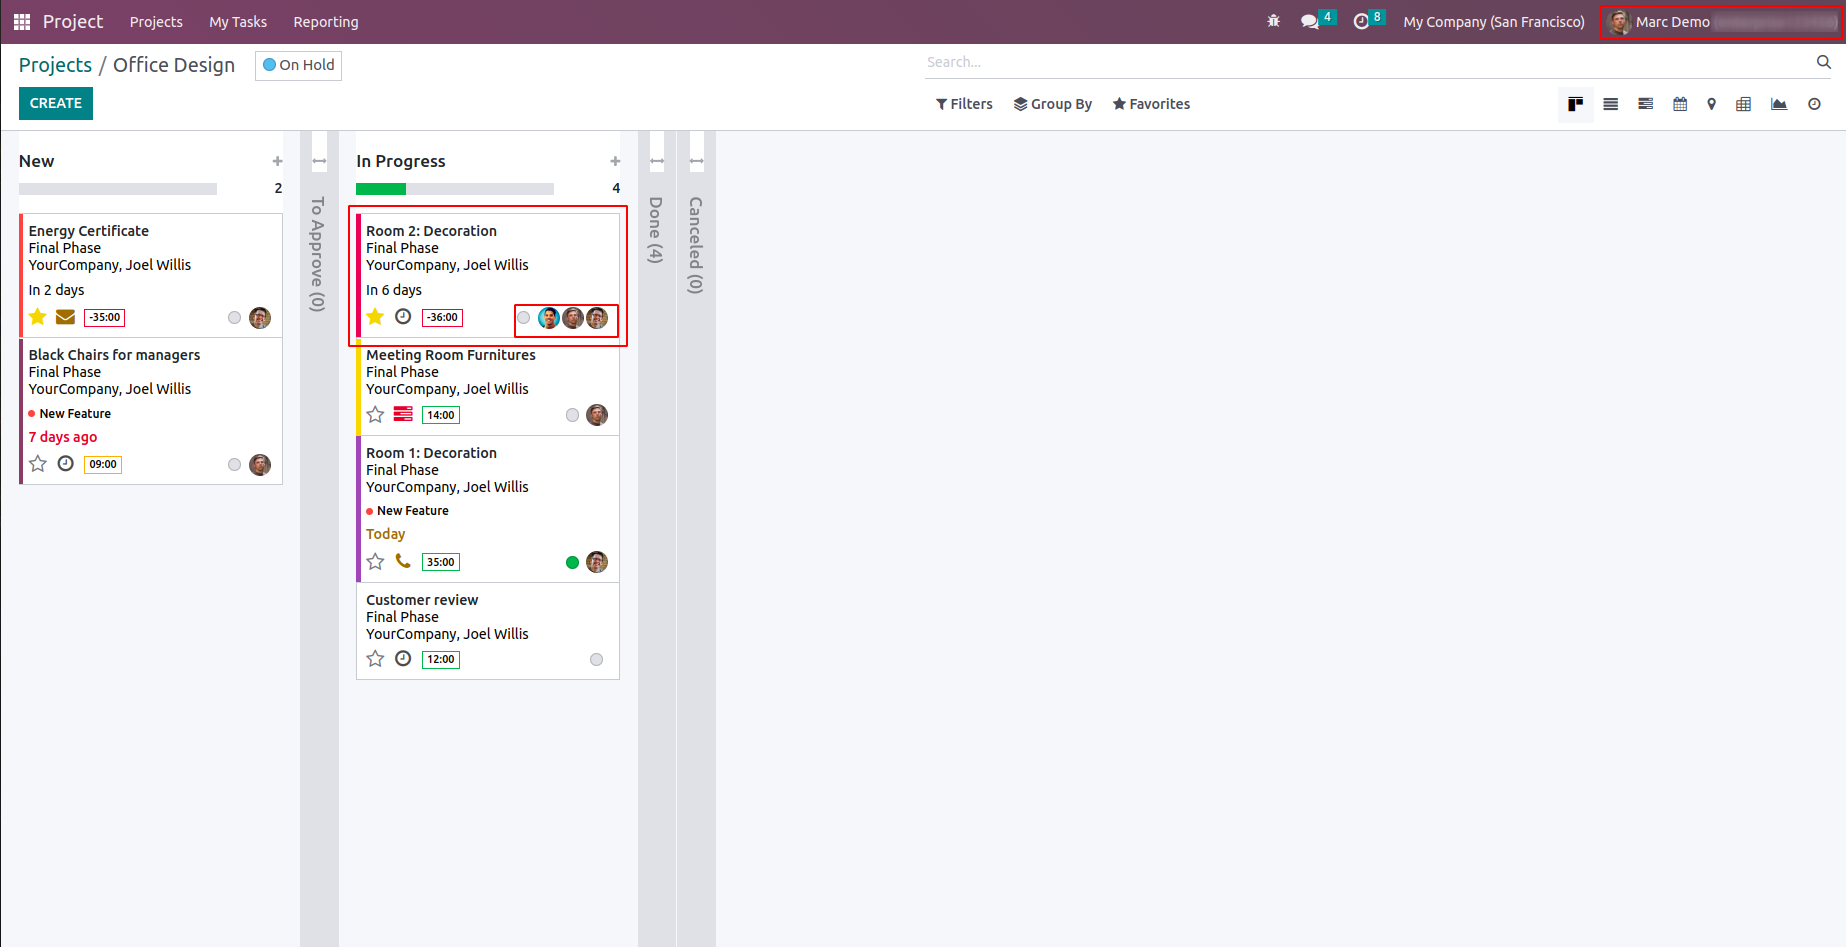 Project Projects My Tasks Reporting 4 8 My Company (San Francisco) Marc Demo
Projects / Office Design On Hold
Search...
CREATE
Filters Group By Favorites
New
2
Energy Certificate
Final Phase
YourCompany, Joel Willis
In 2 days
-35:00
Black Chairs for managers
Final Phase
YourCompany, Joel Willis
New Feature
7 days ago
09:00
To Approve (0)
In Progress
4
Room 2: Decoration
Final Phase
YourCompany, Joel Willis
In 6 days
-36:00
Meeting Room Furnitures
Final Phase
YourCompany, Joel Willis
14:00
Room 1: Decoration
Final Phase
YourCompany, Joel Willis
New Feature
Today
35:00
Customer review
Final Phase
YourCompany, Joel Willis
12:00
Done (4)
Canceled (0)